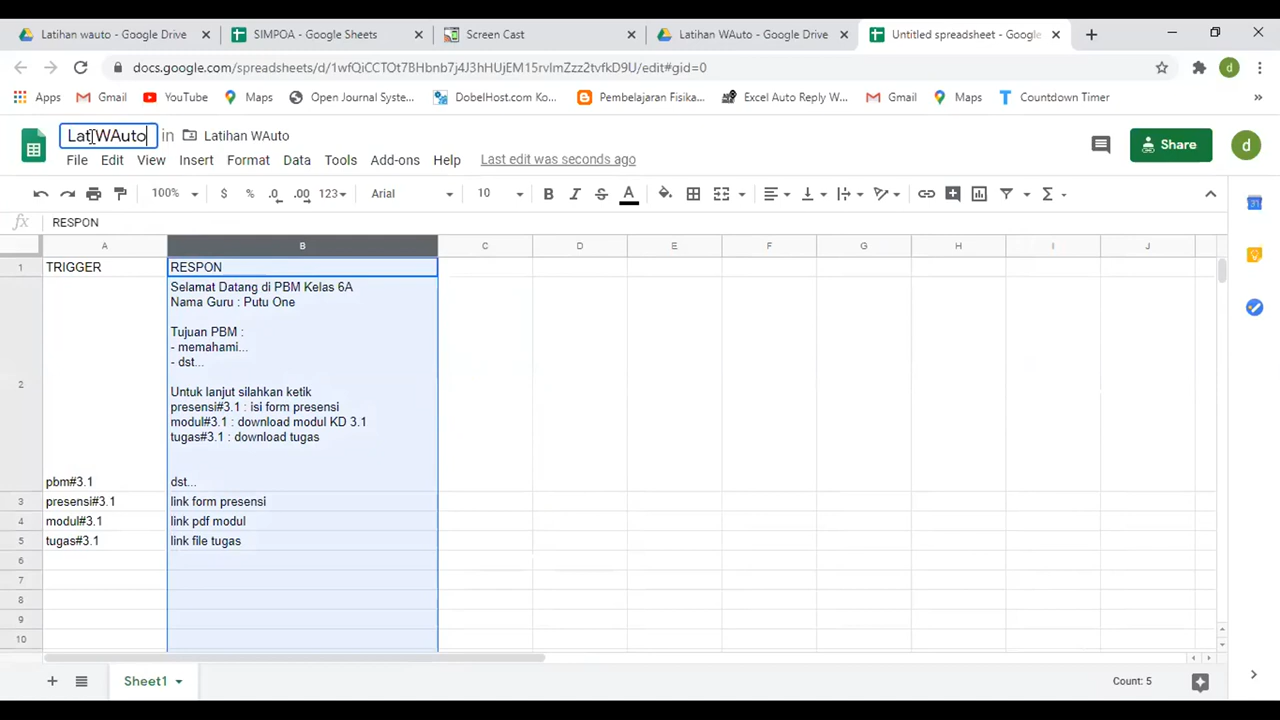 Latihan wauto - Google Drive
SIMPOA - Google Sheets
Screen Cast
Latihan WAuto - Google Drive
Untitled spreadsheet - Google
docs.google.com/spreadsheets/d/1wfQiCCTOt7BHbnb7j4J3hHUjEM15rvlmZzz2tvfkD9U/edit#gid=0
d
Apps
Gmail
YouTube
Maps
Open Journal Syste...
DobelHost.com Ko...
Pembelajaran Fisika...
Excel Auto Reply W...
Gmail
Maps
Countdown Timer
»
LatWAuto in Latihan WAuto
Share
d
File Edit View Insert Format Data Tools Add-ons Help Last edit was seconds ago
100% $ % .0 .00 123 Arial 10 B I S A Σ
fx RESPON
A B C D E F G H I J
1 TRIGGER RESPON
Selamat Datang di PBM Kelas 6A
Nama Guru : Putu One
Tujuan PBM :
- memahami...
- dst...
2
Untuk lanjut silahkan ketik
presensi#3.1 : isi form presensi
modul#3.1 : download modul KD 3.1
tugas#3.1 : download tugas
pbm#3.1 dst...
3 presensi#3.1 link form presensi
4 modul#3.1 link pdf modul
5 tugas#3.1 link file tugas
6
7
8
9
10
Sheet1
Count: 5